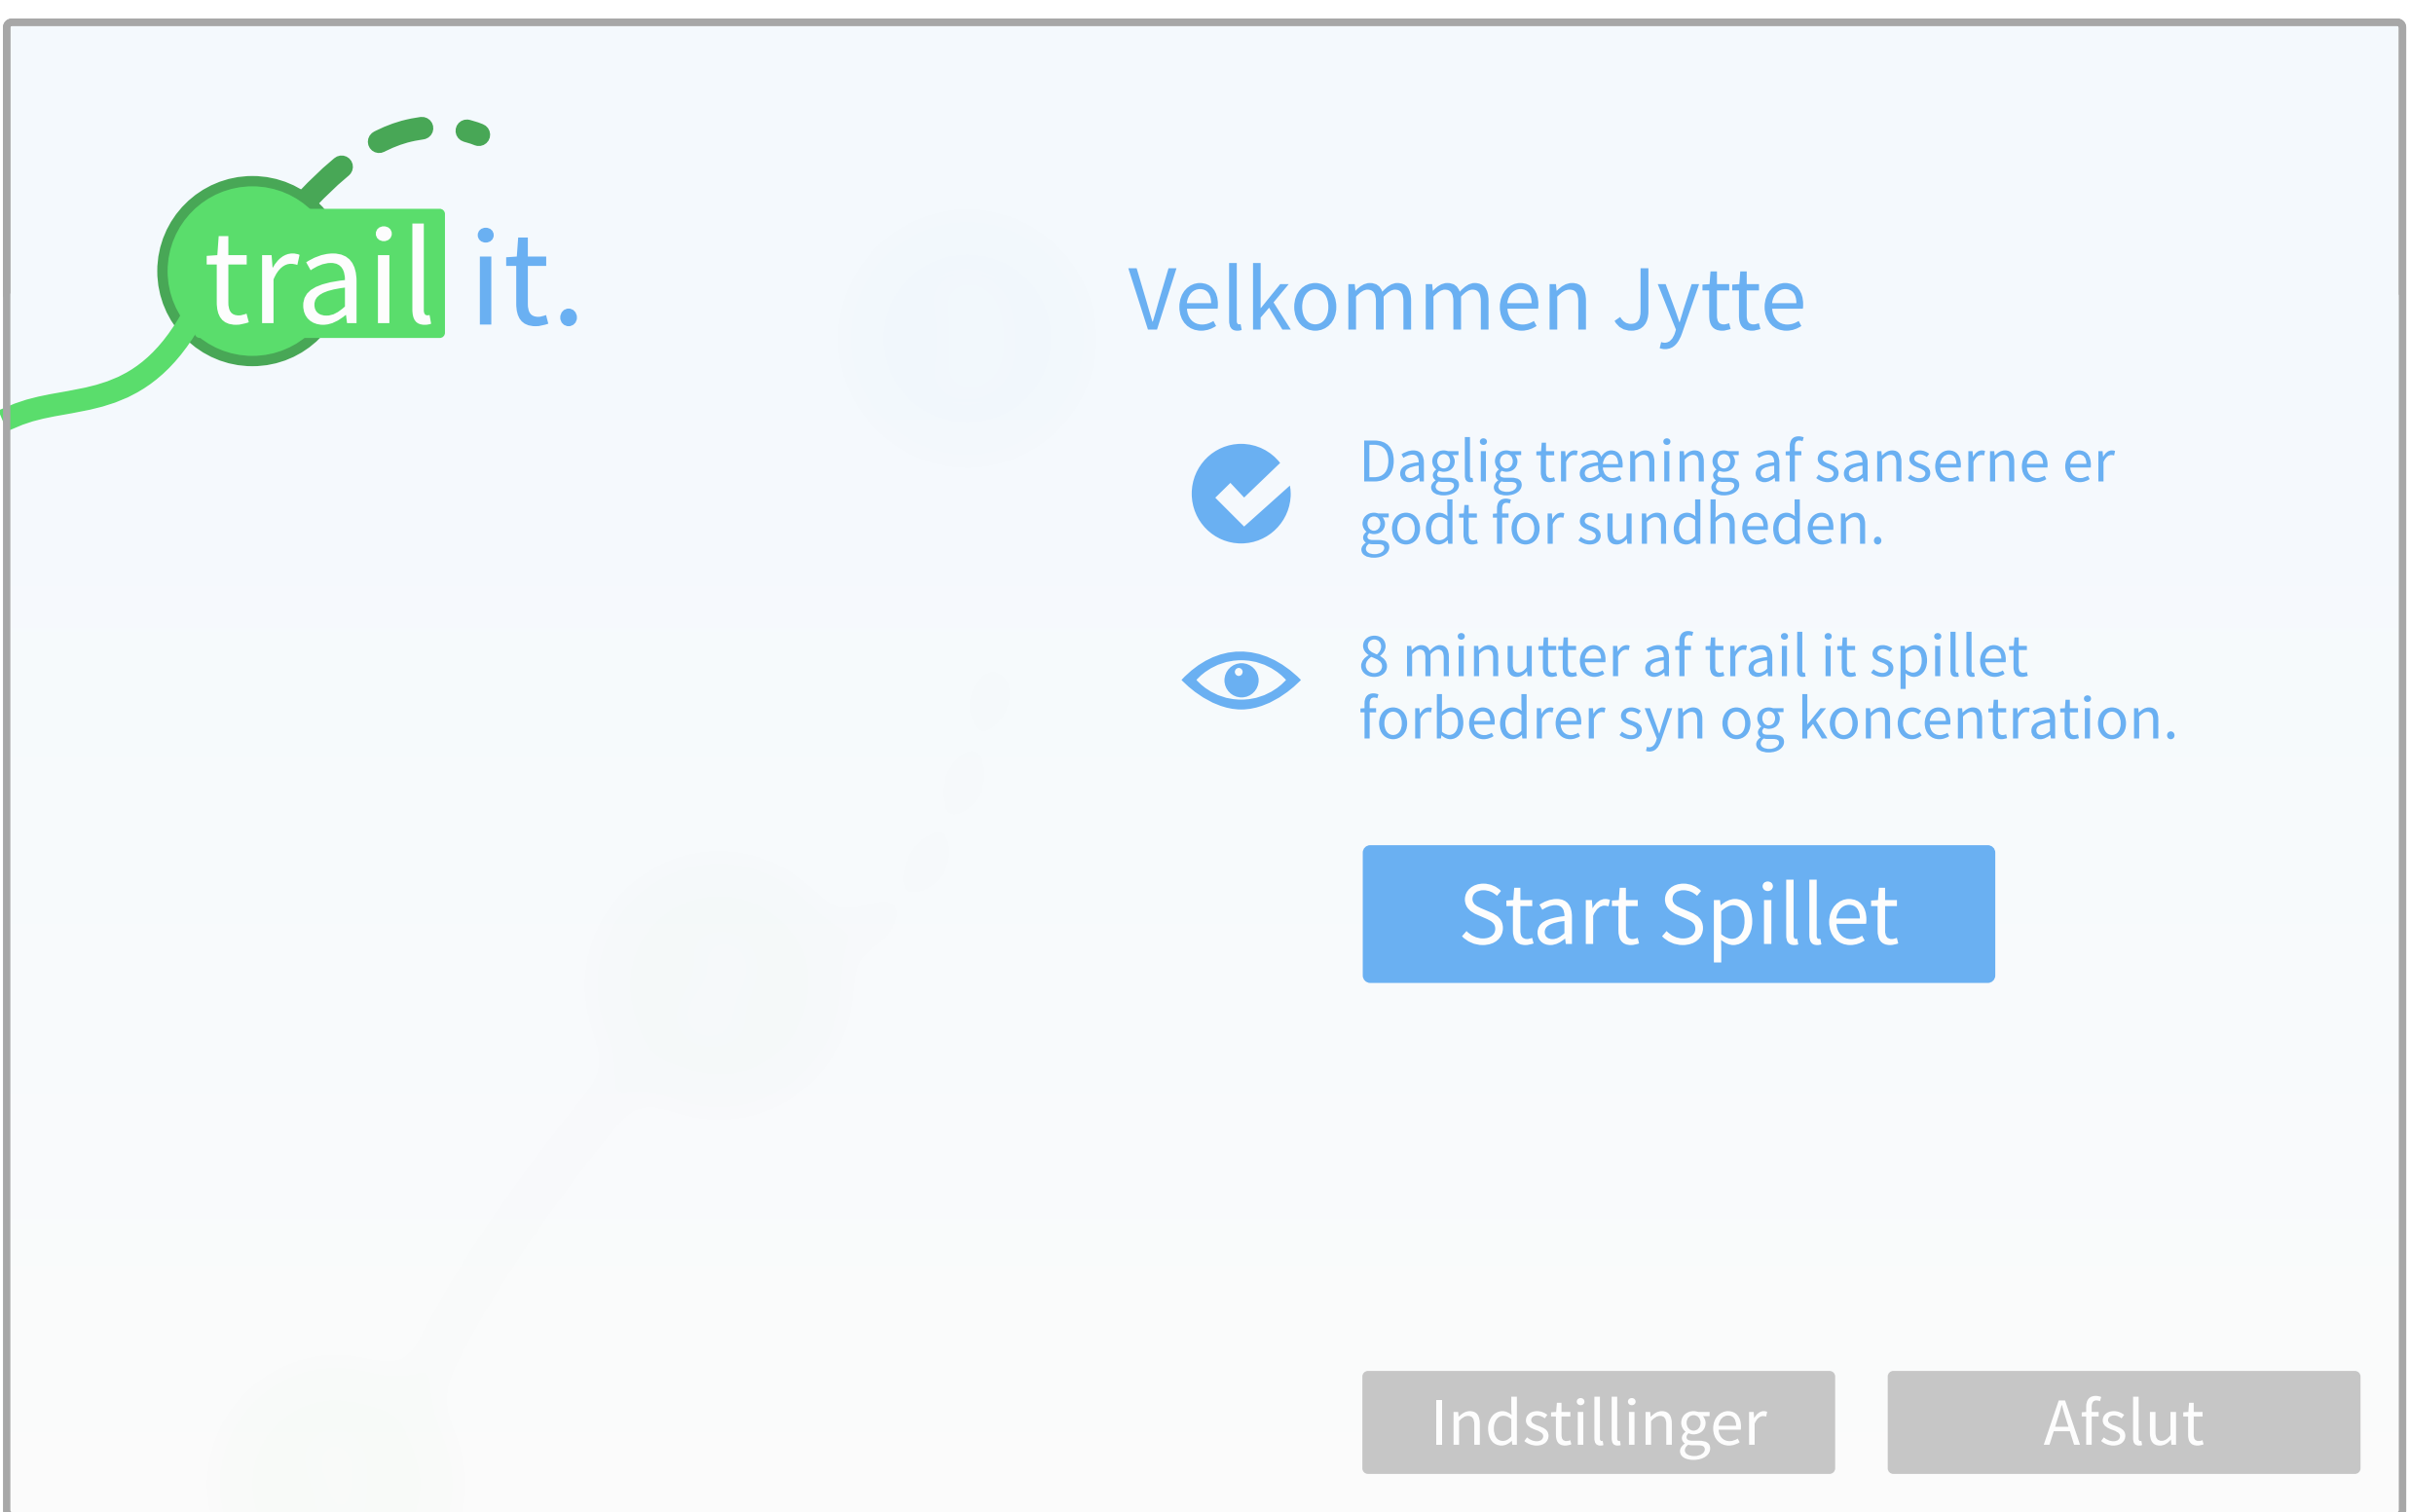 trail it.
Velkommen Jytte
Daglig træning af sanserne er
godt for sundheden.
8 minutter af trail it spillet
forbedrer syn og koncentration.
Start Spillet
Indstillinger
Afslut